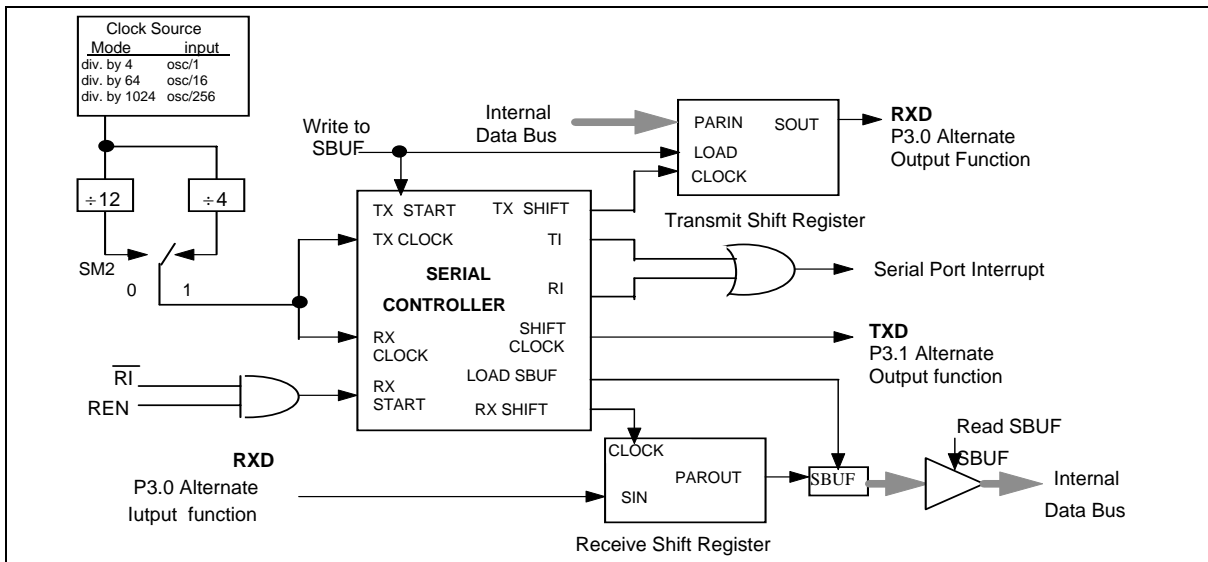 Clock Source
Mode input
div. by 4 osc/1
div. by 64 osc/16
div. by 1024 osc/256
÷12
÷4
SM2
0 1
Write to
SBUF
Internal
Data Bus
PARIN
SOUT
LOAD
CLOCK
Transmit Shift Register
RXD
P3.0 Alternate
Output Function
TX START
TX SHIFT
TX CLOCK
TI
SERIAL
CONTROLLER
RI
RX
CLOCK
SHIFT
CLOCK
LOAD SBUF
RX
START
RX SHIFT
Serial Port Interrupt
TXD
P3.1 Alternate
Output function
R̅I̅
REN
RXD
P3.0 Alternate
Iutput function
CLOCK
PAROUT
SIN
Receive Shift Register
SBUF
Read SBUF
SBUF
Internal
Data Bus